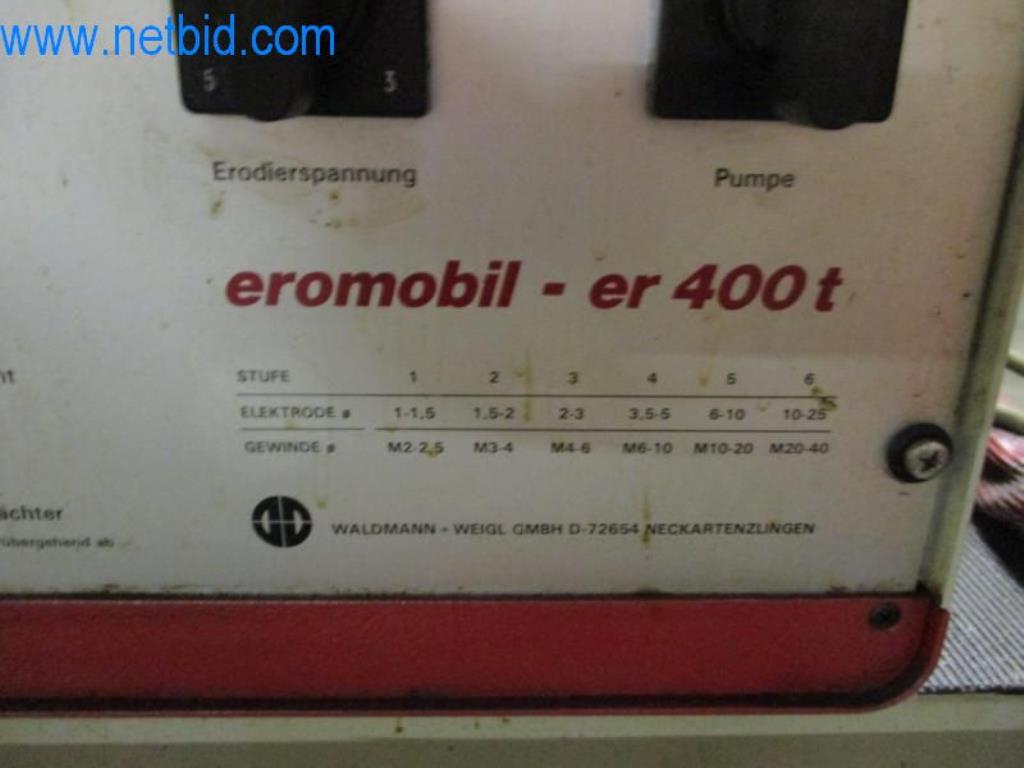 www.netbid.com
5 3
Erodierspannung Pumpe
eromobil - er 400 t
STUFE 1 2 3 4 5 6
ELEKTRODE ø 1-1,5 1,5-2 2-3 3,5-5 6-10 10-25
GEWINDE ø M2-2,5 M3-4 M4-6 M6-10 M10-20 M20-40
ächter
rübergehend ab
WALDMANN + WEIGL GMBH D-72654 NECKARTENZLINGEN